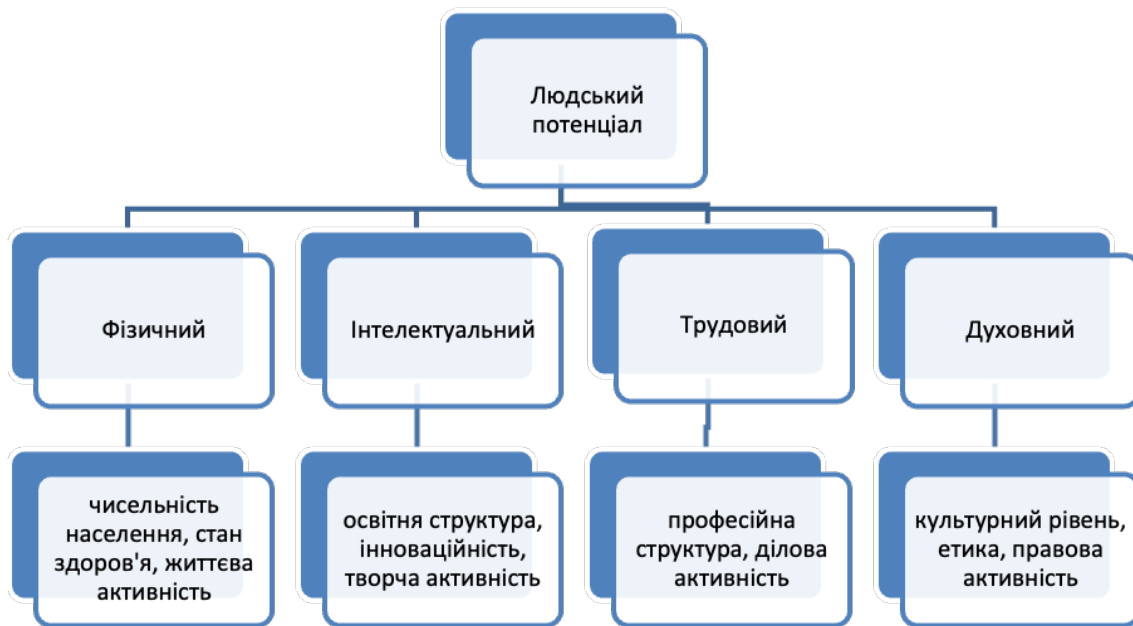 Людський
потенціал
Фізичний
Інтелектуальний
Трудовий
Духовний
чисельність
населення, стан
здоров'я, життєва
активність
освітня структура,
інноваційність,
творча активність
професійна
структура, ділова
активність
культурний рівень,
етика, правова
активність